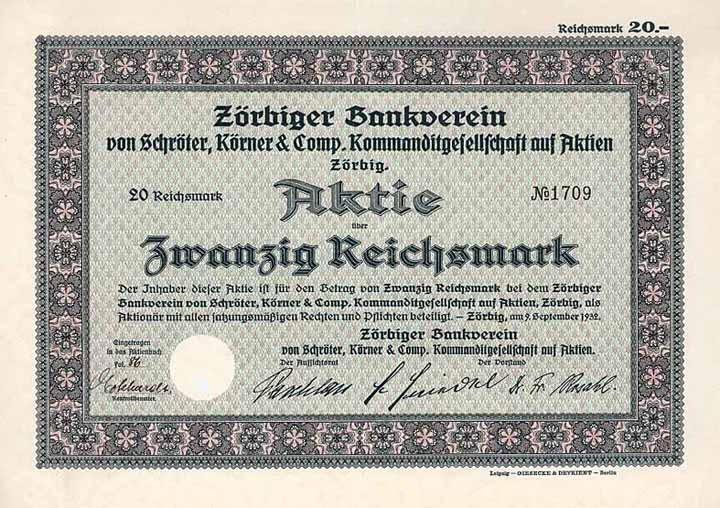 Reichsmark 20.–
Zörbiger Bankverein
von Schröter, Körner & Comp. Kommanditgesellschaft auf Aktien
Zörbig.
20 Reichsmark Aktie № 1709
über
Zwanzig Reichsmark
Der Inhaber dieser Aktie ist für den Betrag von Zwanzig Reichsmark bei dem Zörbiger
Bankverein von Schröter, Körner & Comp. Kommanditgesellschaft auf Aktien, Zörbig, als
Aktionär mit allen satzungsmäßigen Rechten und Pflichten beteiligt. – Zörbig, am 9. September 1932.
Zörbiger Bankverein
von Schröter, Körner & Comp. Kommanditgesellschaft auf Aktien.
Der Aufsichtsrat Der Vorstand
Eingetragen
in das Aktienbuch
Fol. 86
Kontrollbeamter.
Leipzig – GIESECKE & DEVRIENT – Berlin